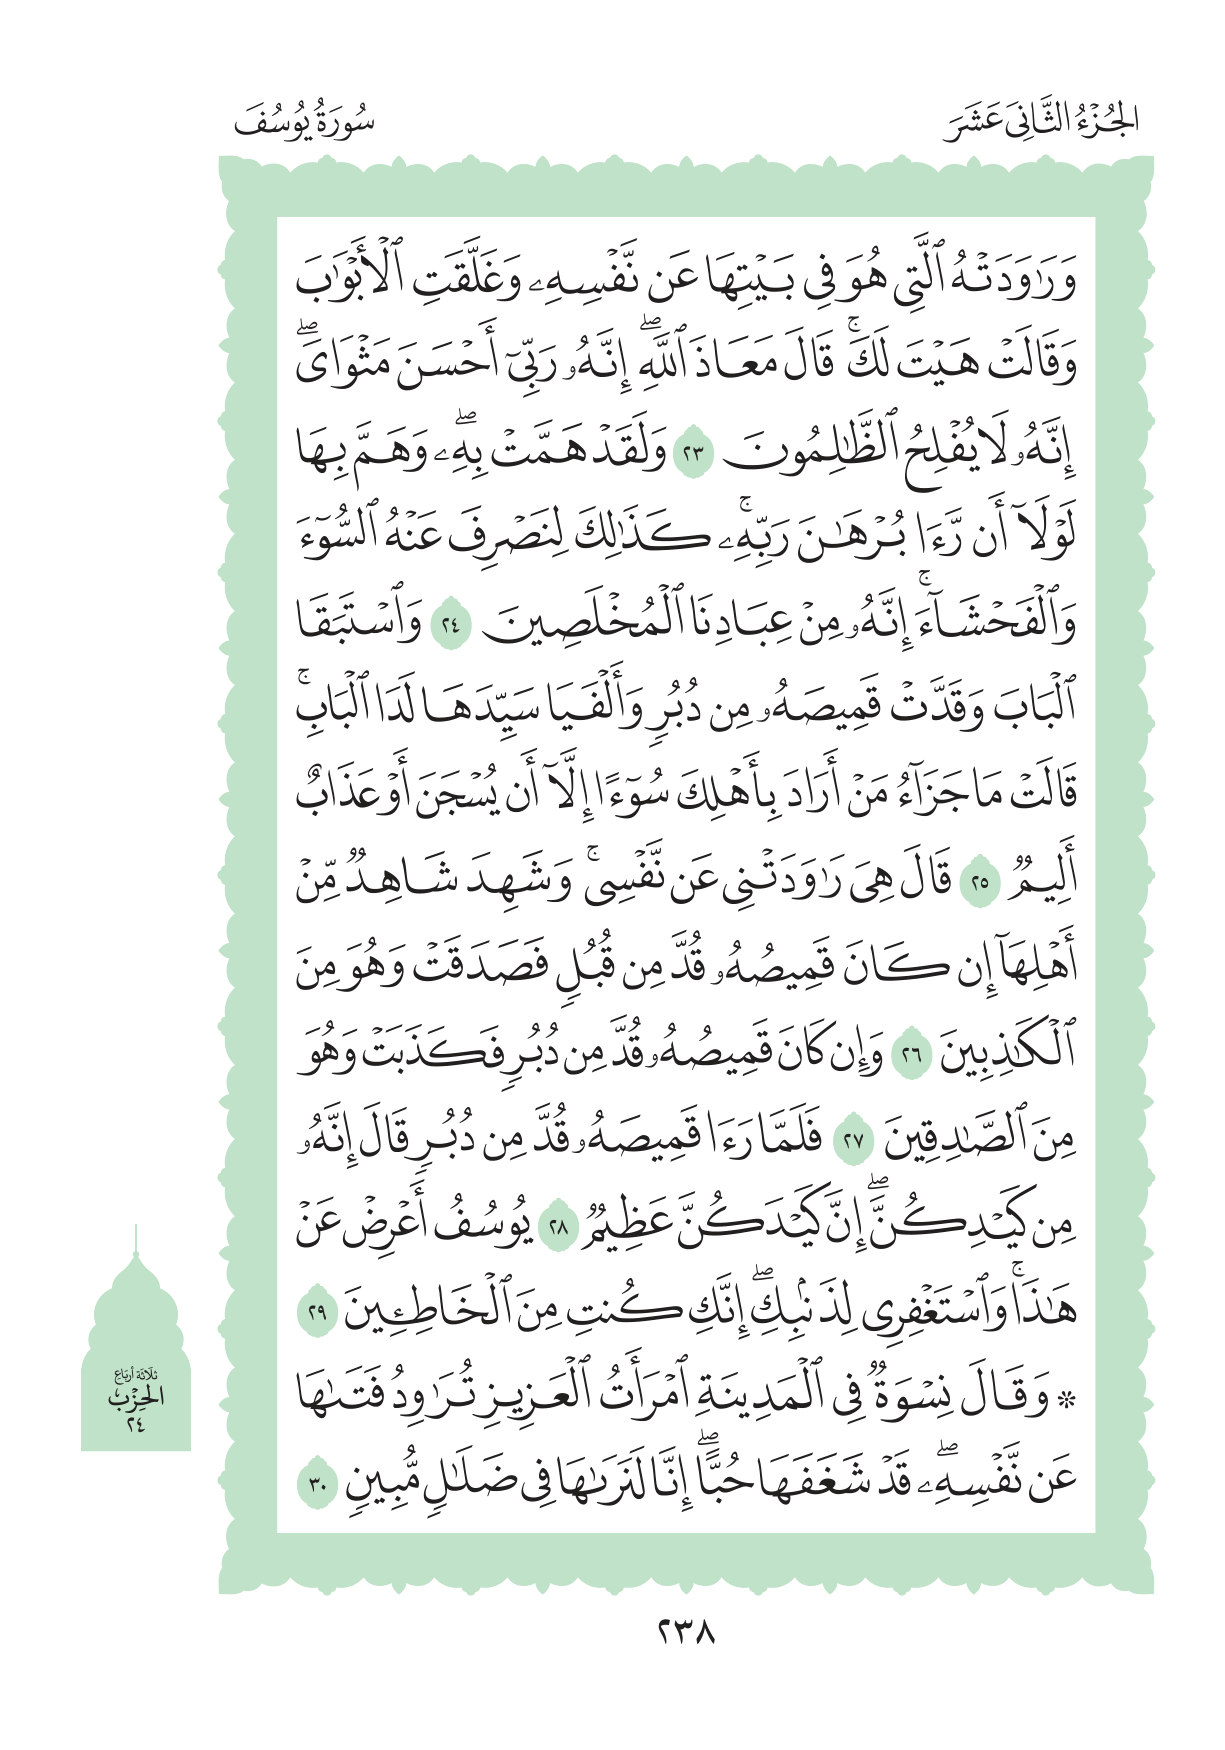 الجُزْءُ الثَّانِيَ عَشَرَ
سُورَةُ يُوسُفَ
وَرَٰوَدَتْهُ ٱلَّتِى هُوَ فِى بَيْتِهَا عَن نَّفْسِهِۦ وَغَلَّقَتِ ٱلْأَبْوَٰبَ
وَقَالَتْ هَيْتَ لَكَ ۚ قَالَ مَعَاذَ ٱللَّهِ ۖ إِنَّهُۥ رَبِّىٓ أَحْسَنَ مَثْوَاىَ ۖ
إِنَّهُۥ لَا يُفْلِحُ ٱلظَّٰلِمُونَ ٢٣ وَلَقَدْ هَمَّتْ بِهِۦ ۖ وَهَمَّ بِهَا
لَوْلَآ أَن رَّءَا بُرْهَٰنَ رَبِّهِۦ ۚ كَذَٰلِكَ لِنَصْرِفَ عَنْهُ ٱلسُّوٓءَ
وَٱلْفَحْشَآءَ ۚ إِنَّهُۥ مِنْ عِبَادِنَا ٱلْمُخْلَصِينَ ٢٤ وَٱسْتَبَقَا
ٱلْبَابَ وَقَدَّتْ قَمِيصَهُۥ مِن دُبُرٍ وَأَلْفَيَا سَيِّدَهَا لَدَا ٱلْبَابِ ۚ
قَالَتْ مَا جَزَآءُ مَنْ أَرَادَ بِأَهْلِكَ سُوٓءًا إِلَّآ أَن يُسْجَنَ أَوْ عَذَابٌ
أَلِيمٌ ٢٥ قَالَ هِىَ رَٰوَدَتْنِى عَن نَّفْسِى ۚ وَشَهِدَ شَاهِدٌ مِّنْ
أَهْلِهَآ إِن كَانَ قَمِيصُهُۥ قُدَّ مِن قُبُلٍ فَصَدَقَتْ وَهُوَ مِنَ
ٱلْكَٰذِبِينَ ٢٦ وَإِن كَانَ قَمِيصُهُۥ قُدَّ مِن دُبُرٍ فَكَذَبَتْ وَهُوَ
مِنَ ٱلصَّٰدِقِينَ ٢٧ فَلَمَّا رَءَا قَمِيصَهُۥ قُدَّ مِن دُبُرٍ قَالَ إِنَّهُۥ
مِن كَيْدِكُنَّ ۖ إِنَّ كَيْدَكُنَّ عَظِيمٌ ٢٨ يُوسُفُ أَعْرِضْ عَنْ
هَٰذَا ۚ وَٱسْتَغْفِرِى لِذَنۢبِكِ ۖ إِنَّكِ كُنتِ مِنَ ٱلْخَاطِـِٔينَ ٢٩
۞ وَقَالَ نِسْوَةٌ فِى ٱلْمَدِينَةِ ٱمْرَأَتُ ٱلْعَزِيزِ تُرَٰوِدُ فَتَىٰهَا
عَن نَّفْسِهِۦ ۖ قَدْ شَغَفَهَا حُبًّا ۖ إِنَّا لَنَرَىٰهَا فِى ضَلَٰلٍ مُّبِينٍ ٣٠
ثلاثة أرباع
الحِزْب
٢٤
٢٣٨